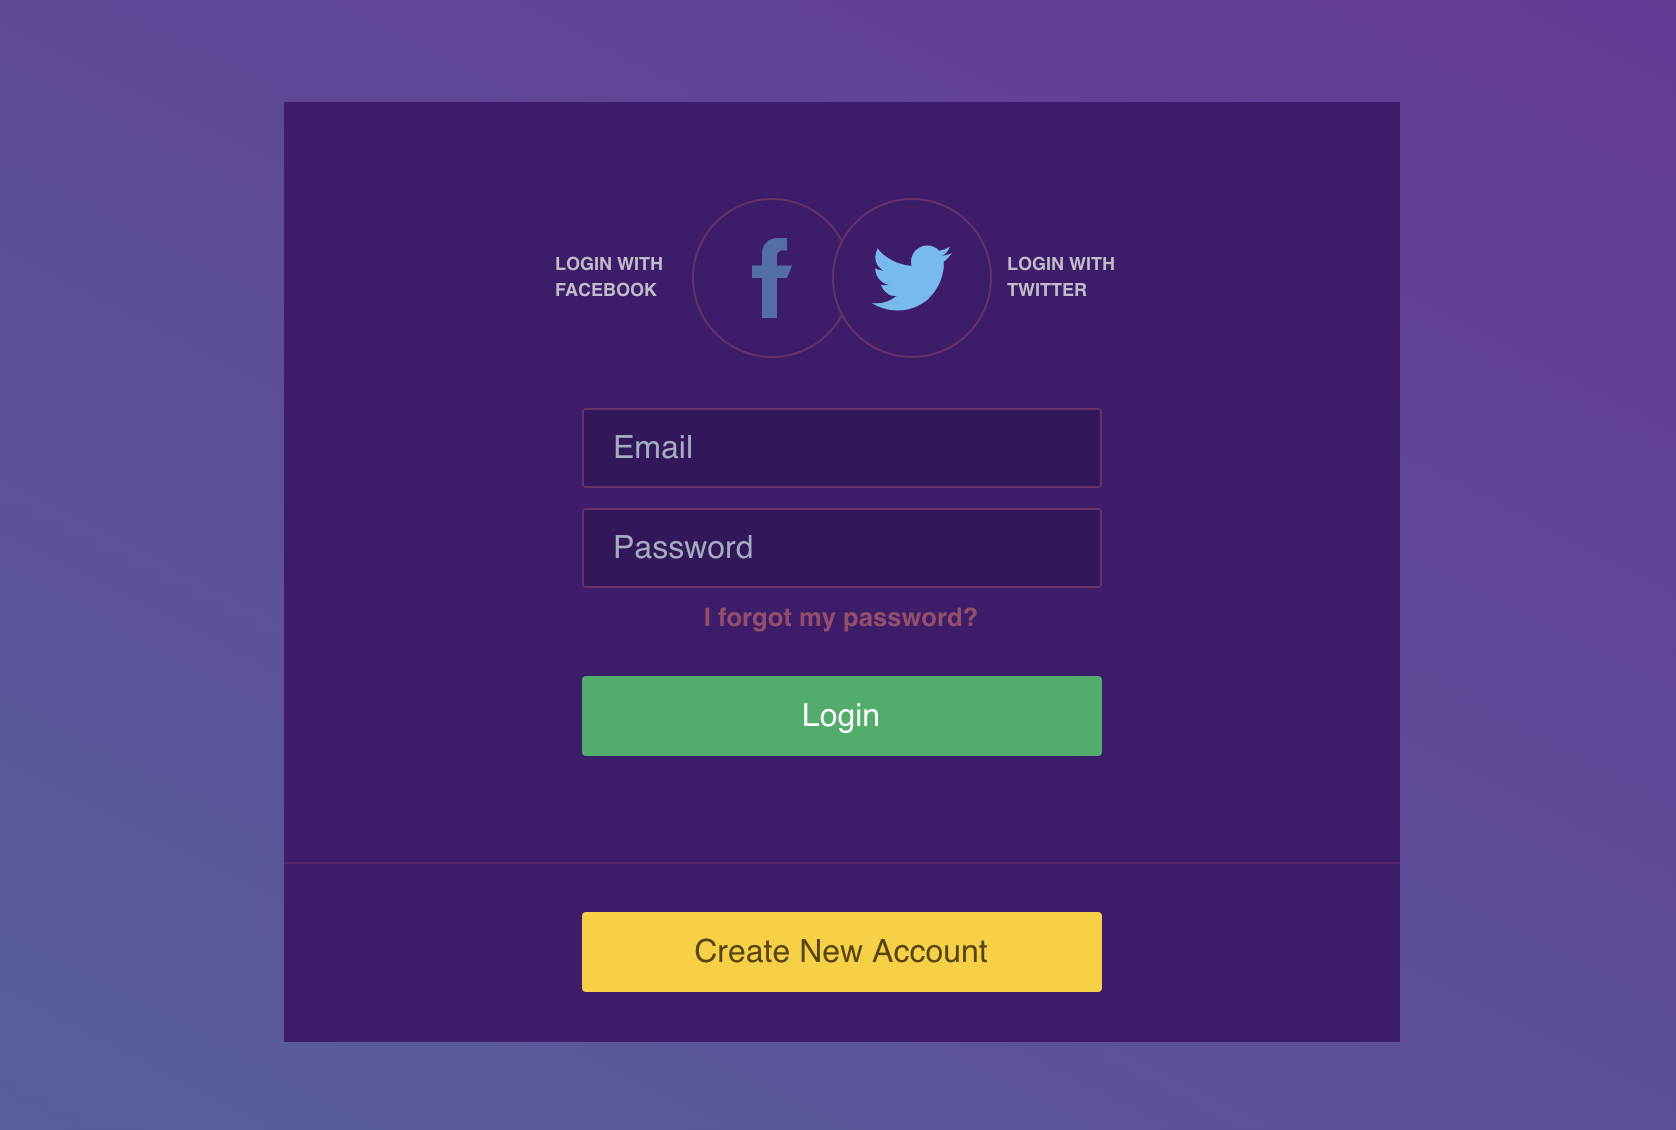 LOGIN WITH
FACEBOOK
LOGIN WITH
TWITTER
Email
Password
I forgot my password?
Login
Create New Account